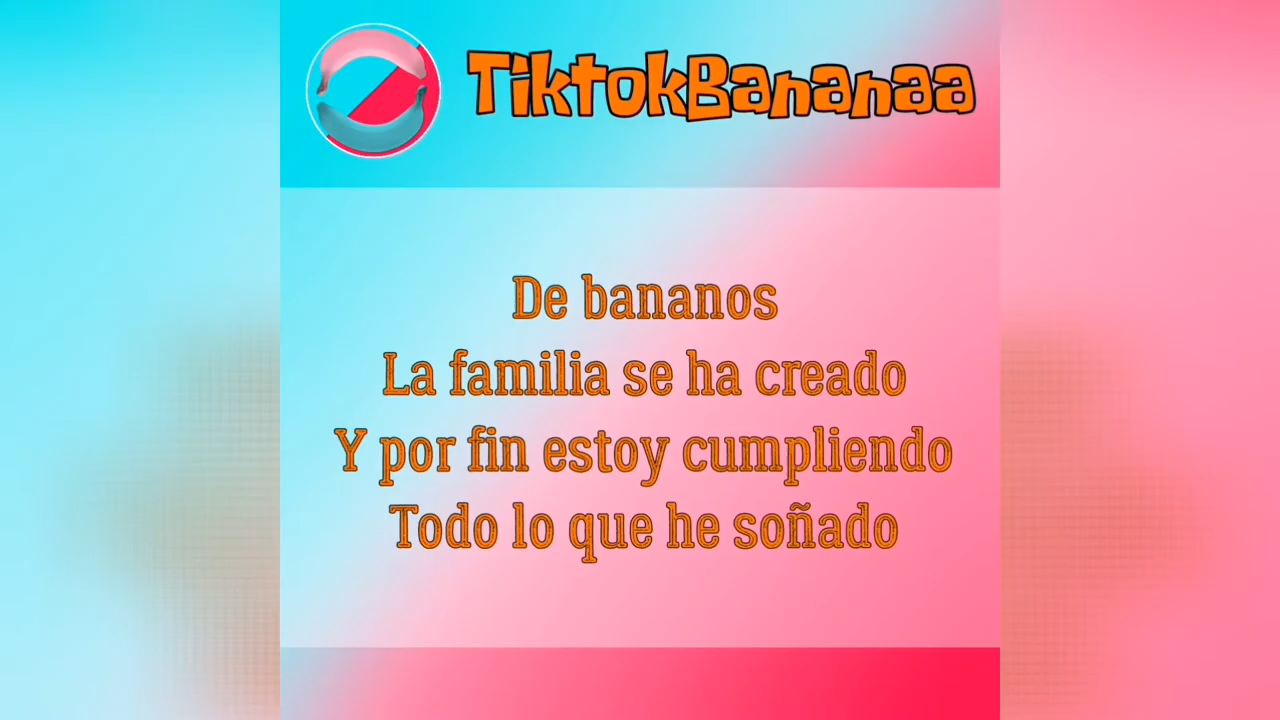 TiktokBananaa
De bananos
La familia se ha creado
Y por fin estoy cumpliendo
Todo lo que he soñado